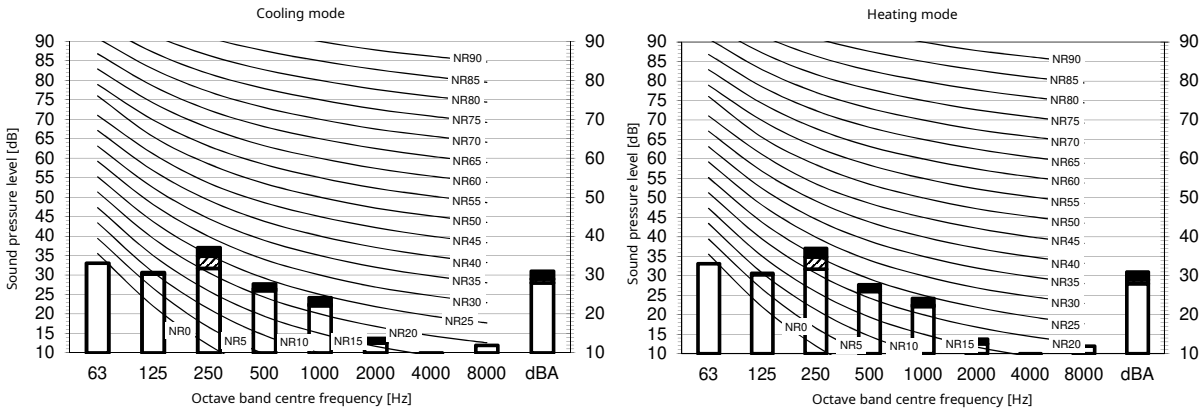 Cooling mode
90
85
80
75
70
65
60
55
50
45
40
35
30
25
20
15
10
Sound pressure level [dB]
NR90
NR85
NR80
NR75
NR70
NR65
NR60
NR55
NR50
NR45
NR40
NR35
NR30
NR25
NR20
NR15
NR10
NR5
NR0
90
80
70
60
50
40
30
20
10
63 125 250 500 1000 2000 4000 8000 dBA
Octave band centre frequency [Hz]
Heating mode
90
85
80
75
70
65
60
55
50
45
40
35
30
25
20
15
10
Sound pressure level [dB]
NR90
NR85
NR80
NR75
NR70
NR65
NR60
NR55
NR50
NR45
NR40
NR35
NR30
NR25
NR20
NR15
NR10
NR5
NR0
90
80
70
60
50
40
30
20
10
63 125 250 500 1000 2000 4000 8000 dBA
Octave band centre frequency [Hz]